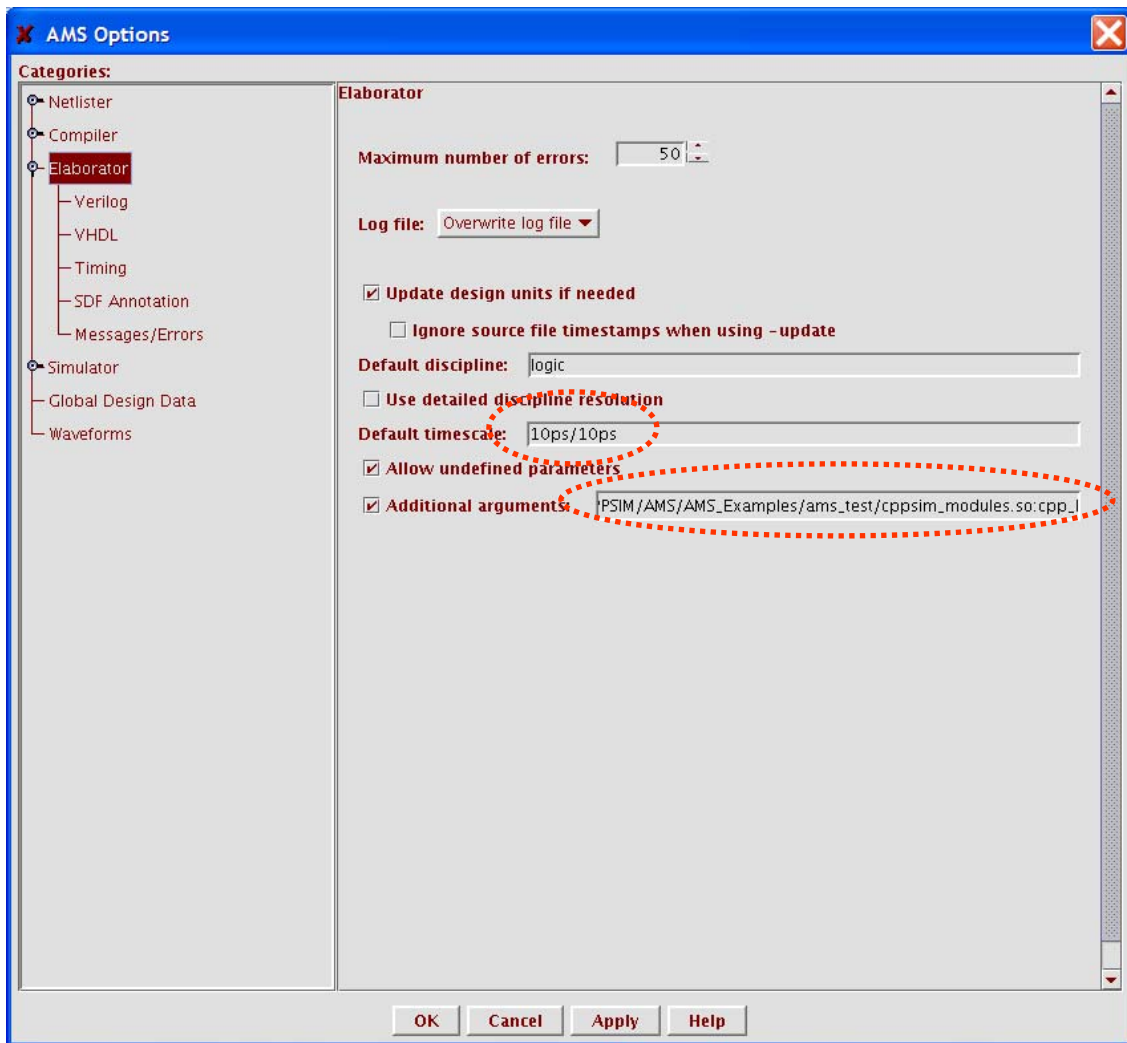 AMS Options
Categories:
Netlister
Compiler
Elaborator
Verilog
VHDL
Timing
SDF Annotation
Messages/Errors
Simulator
Global Design Data
Waveforms
Elaborator
Maximum number of errors: 50
Log file: Overwrite log file
Update design units if needed
Ignore source file timestamps when using -update
Default discipline: logic
Use detailed discipline resolution
Default timescale: 10ps/10ps
Allow undefined parameters
Additional arguments: PSIM/AMS/AMS_Examples/ams_test/cppsim_modules.so:cpp_
OK Cancel Apply Help